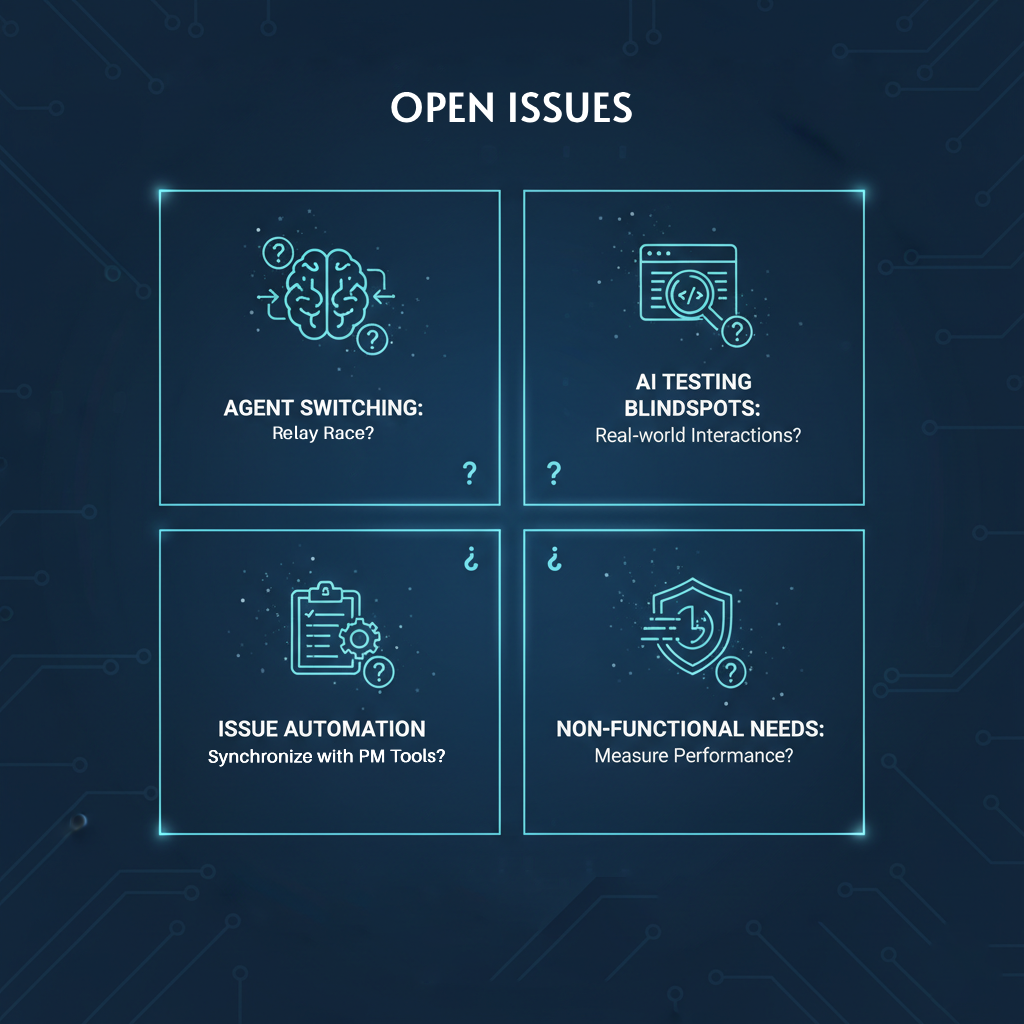 OPEN ISSUES
?
?
AGENT SWITCHING:
Relay Race?
?
</>
?
AI TESTING
BLINDSPOTS:
Real-world Interactions?
?
¿
?
ISSUE AUTOMATION
Synchronize with PM Tools?
¿
?
NON-FUNCTIONAL NEEDS:
Measure Performance?